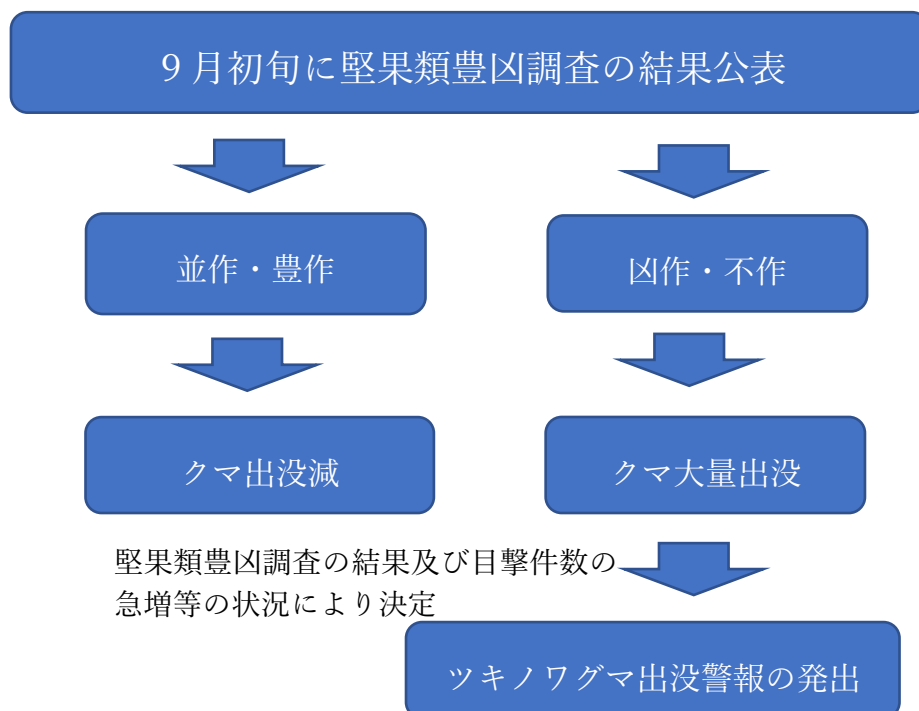 9月初旬に堅果類豊凶調査の結果公表
並作・豊作
凶作・不作
クマ出没減
クマ大量出没
堅果類豊凶調査の結果及び目撃件数の
急増等の状況により決定
ツキノワグマ出没警報の発出